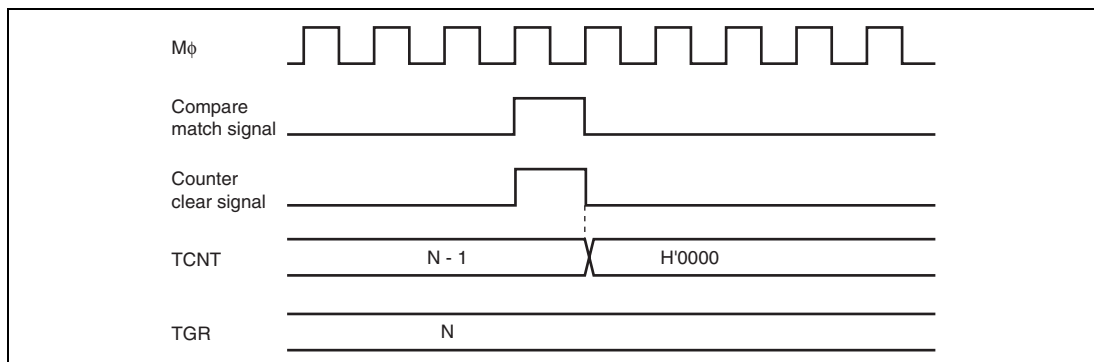 Mϕ
Compare
match signal
Counter
clear signal
TCNT
N - 1
H'0000
TGR
N